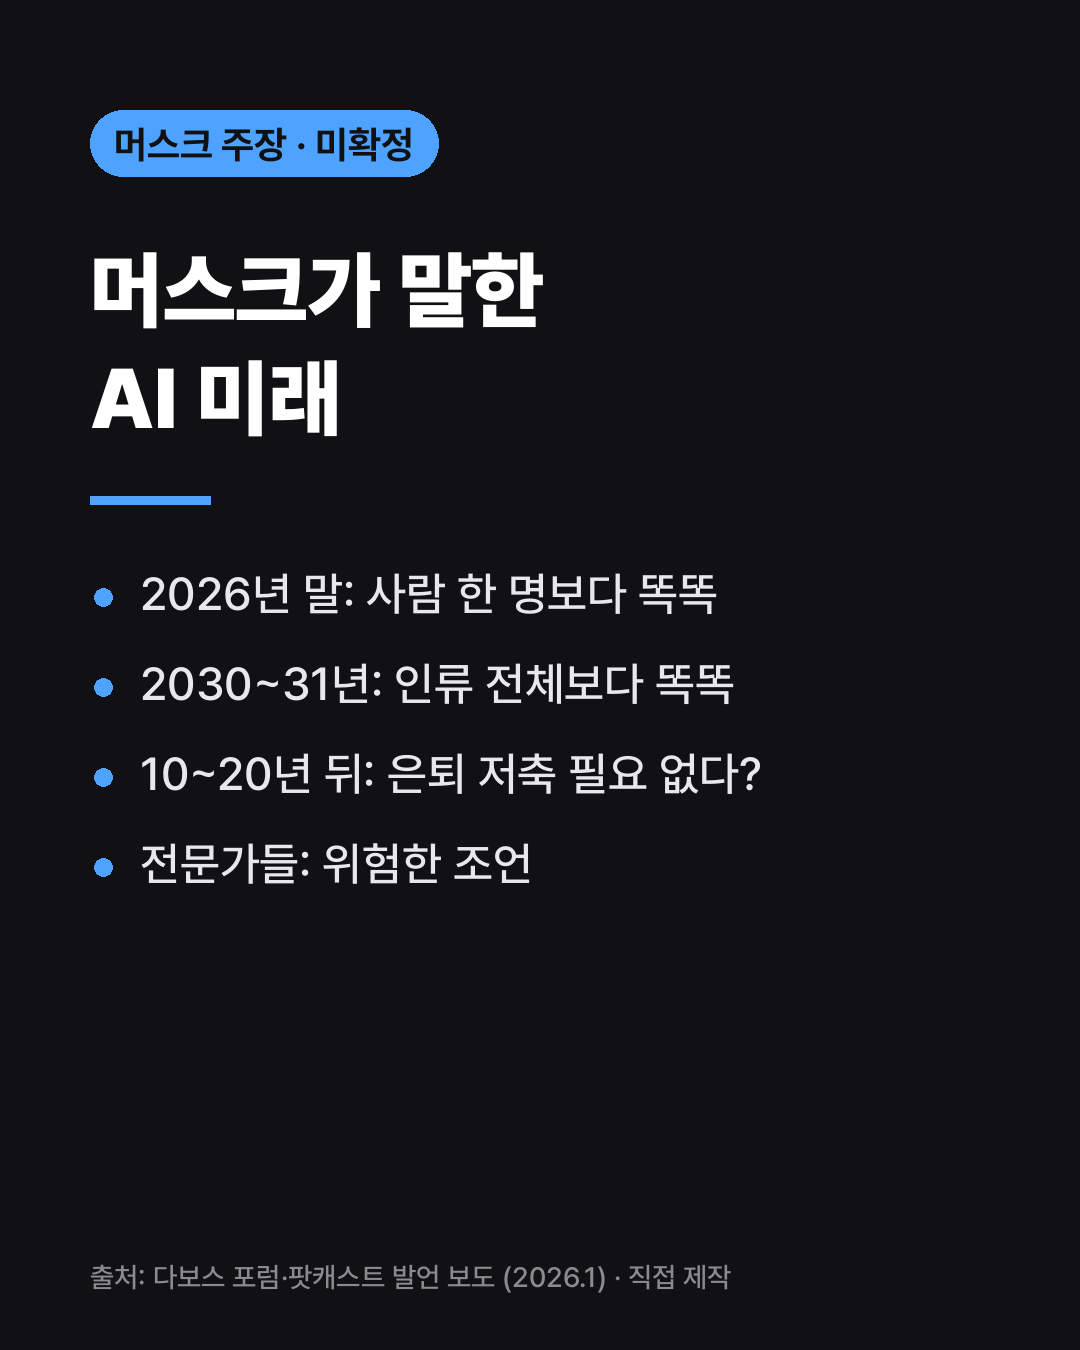 머스크 주장 · 미확정
머스크가 말한
AI 미래
2026년 말: 사람 한 명보다 똑똑
2030~31년: 인류 전체보다 똑똑
10~20년 뒤: 은퇴 저축 필요 없다?
전문가들: 위험한 조언
출처: 다보스 포럼·팟캐스트 발언 보도 (2026.1) · 직접 제작